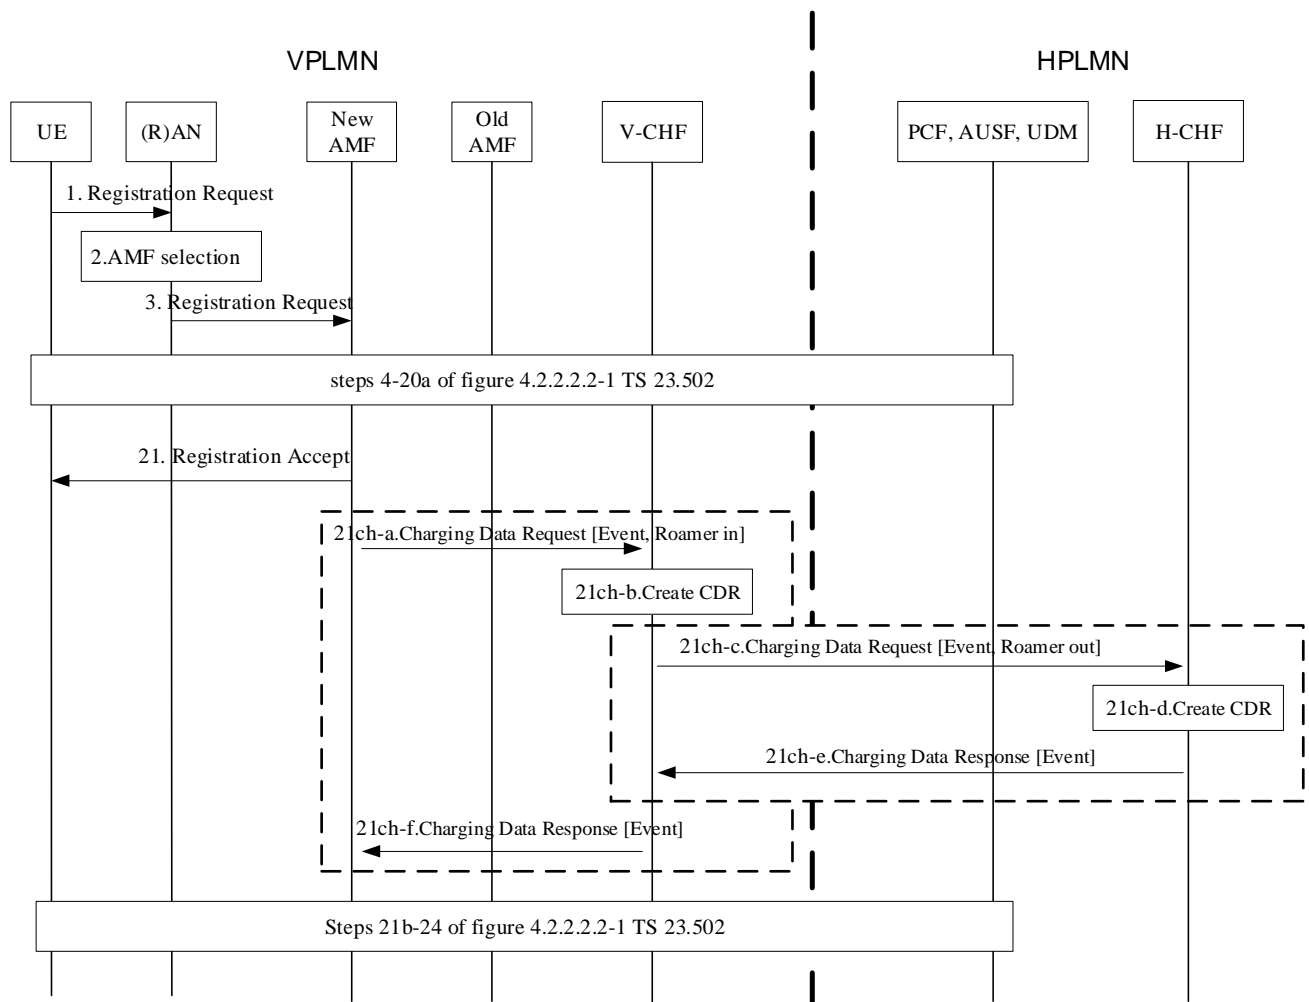 VPLMN
HPLMN
UE
(R)AN
New
AMF
Old
AMF
V-CHF
PCF, AUSF, UDM
H-CHF
1. Registration Request
2.AMF selection
3. Registration Request
steps 4-20a of figure 4.2.2.2.2-1 TS 23.502
21. Registration Accept
21ch-a.Charging Data Request [Event, Roamer in]
21ch-b.Create CDR
21ch-c.Charging Data Request [Event, Roamer out]
21ch-d.Create CDR
21ch-e.Charging Data Response [Event]
21ch-f.Charging Data Response [Event]
Steps 21b-24 of figure 4.2.2.2.2-1 TS 23.502